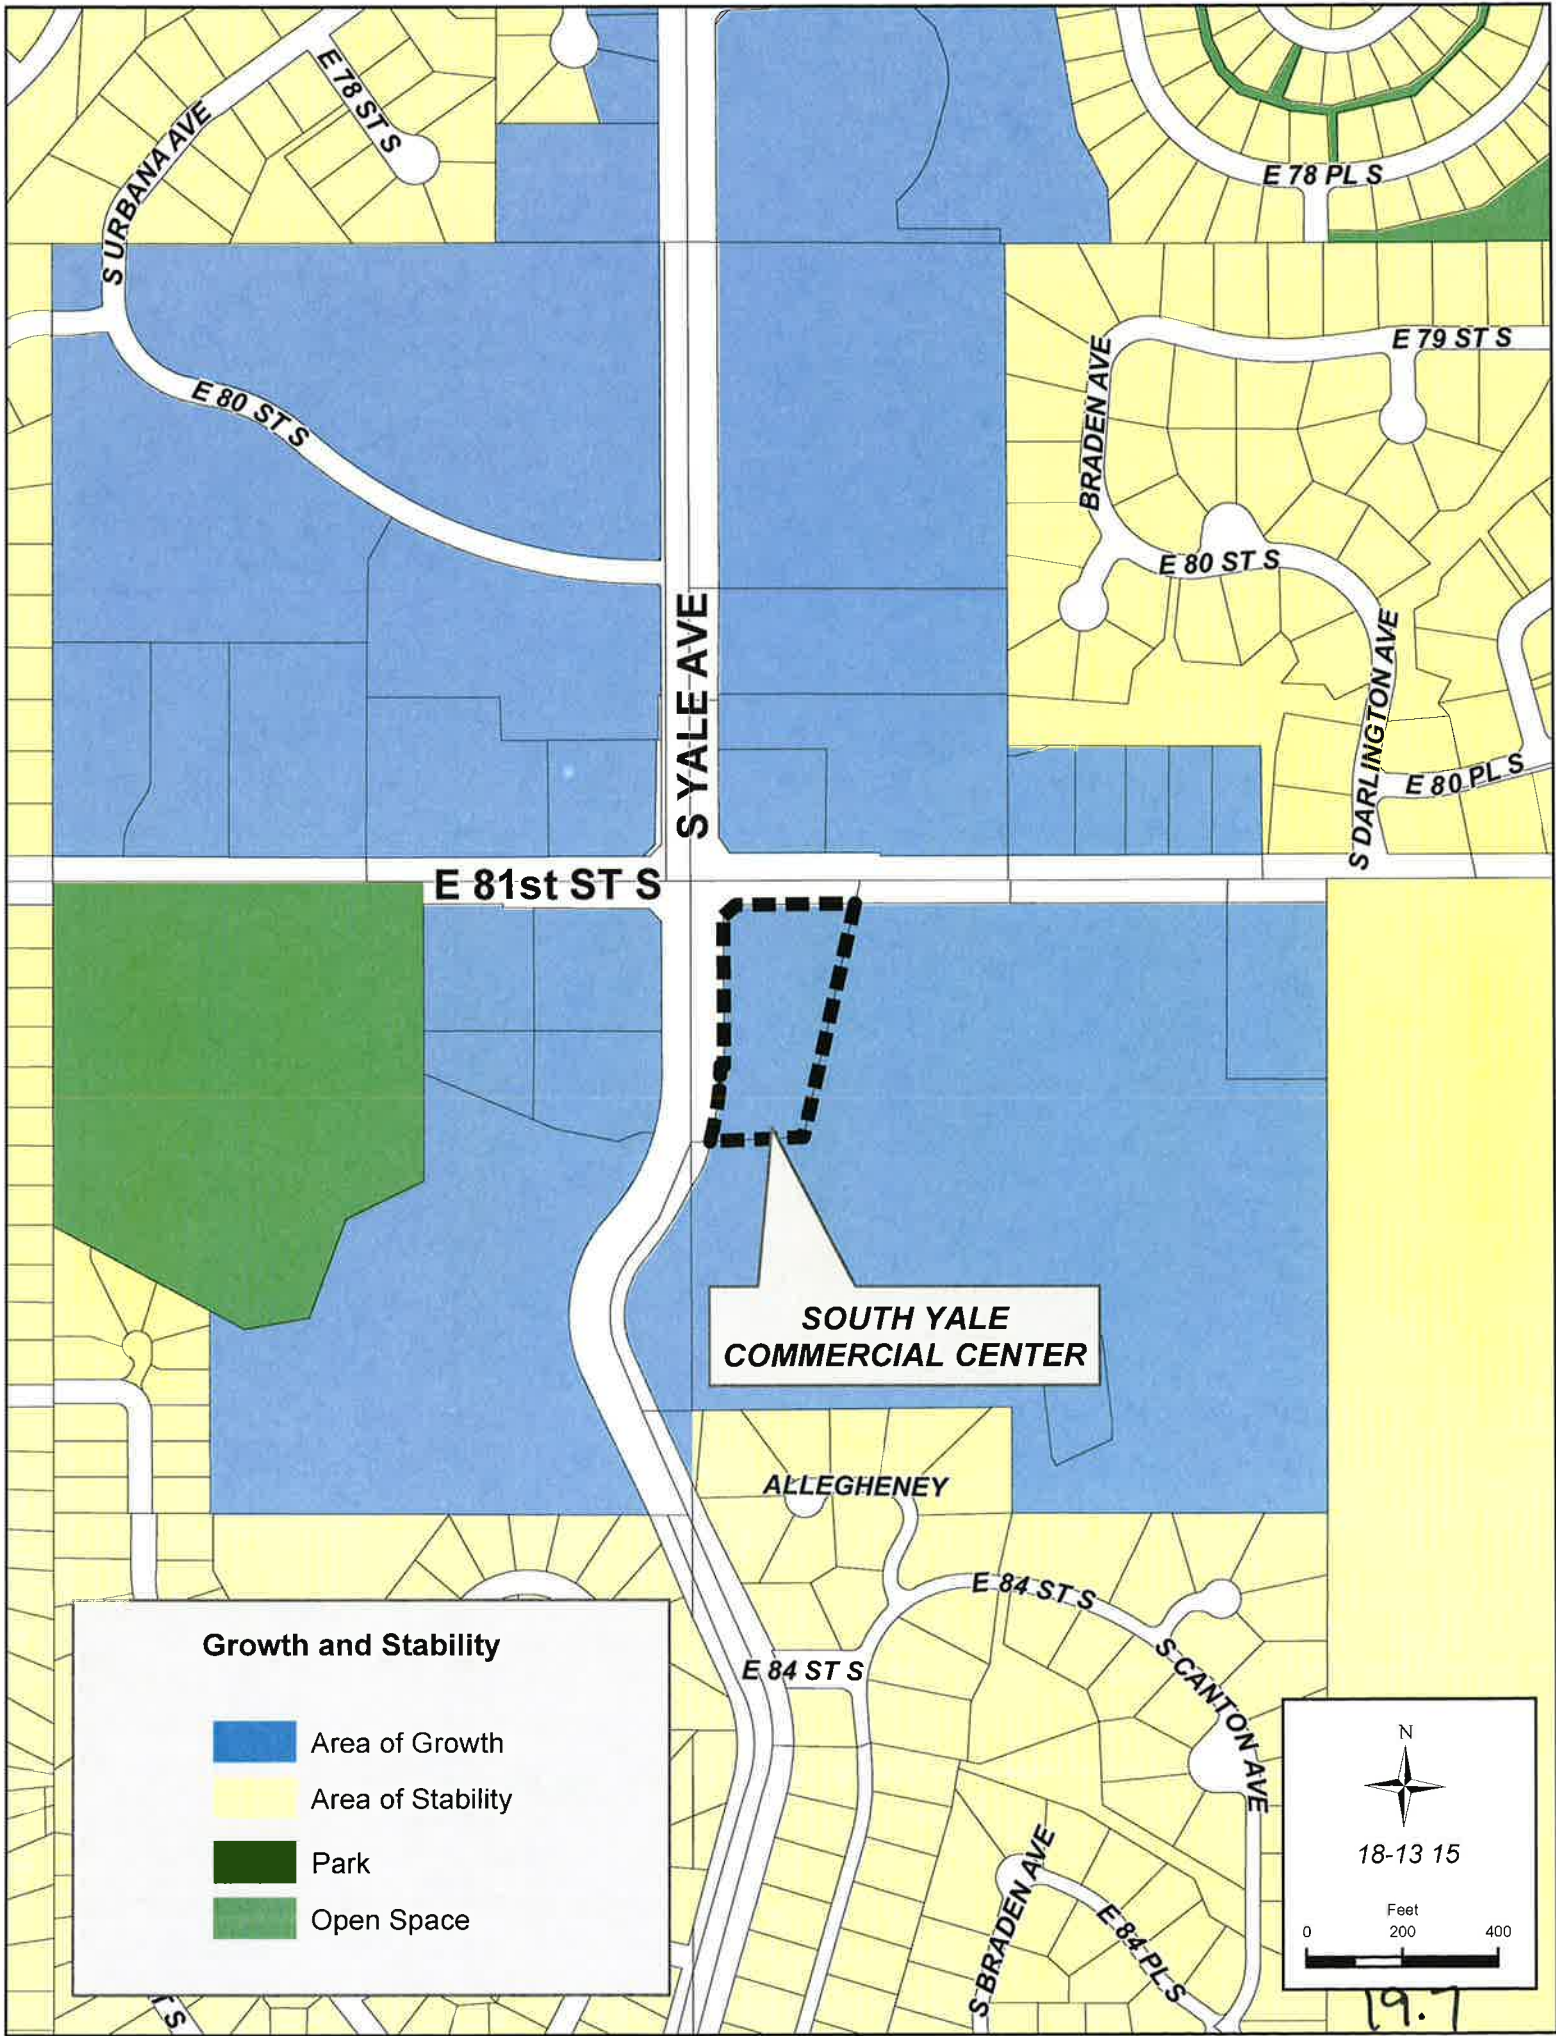 E 78 ST S
S URBANA AVE
E 78 PL S
E 79 ST S
BRADEN AVE
E 80 ST S
E 80 ST S
S YALE AVE
S DARLINGTON AVE
E 80 PL S
E 81st ST S
SOUTH YALE
COMMERCIAL CENTER
ALLEGHENEY
E 84 ST S
S CANTON AVE
E 84 ST S
Growth and Stability
Area of Growth
Area of Stability
Park
Open Space
S BRADEN AVE
E 84 PL S
N
18-13 15
Feet
0 200 400
19.7